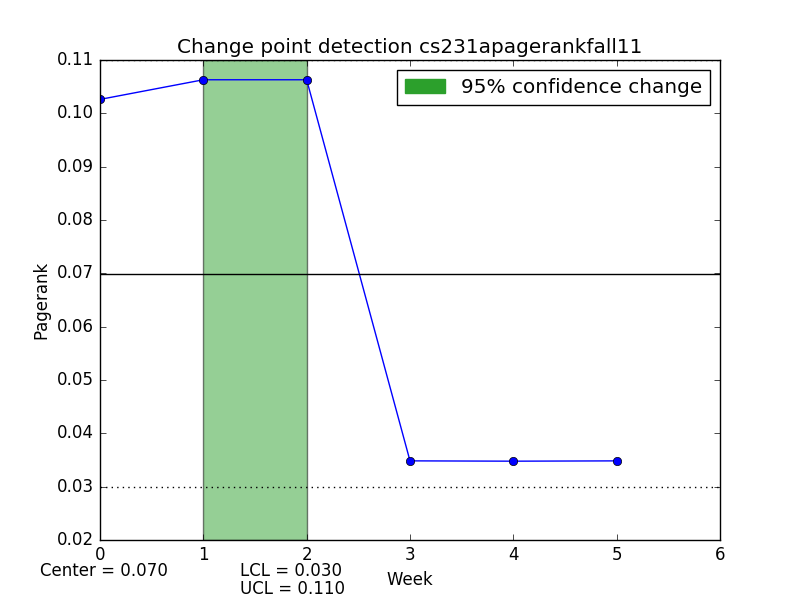 Change point detection cs231apagerankfall11
95% confidence change
Pagerank
0.11
0.10
0.09
0.08
0.07
0.06
0.05
0.04
0.03
0.02
0 1 2 3 4 5 6
Week
Center = 0.070
LCL = 0.030
UCL = 0.110